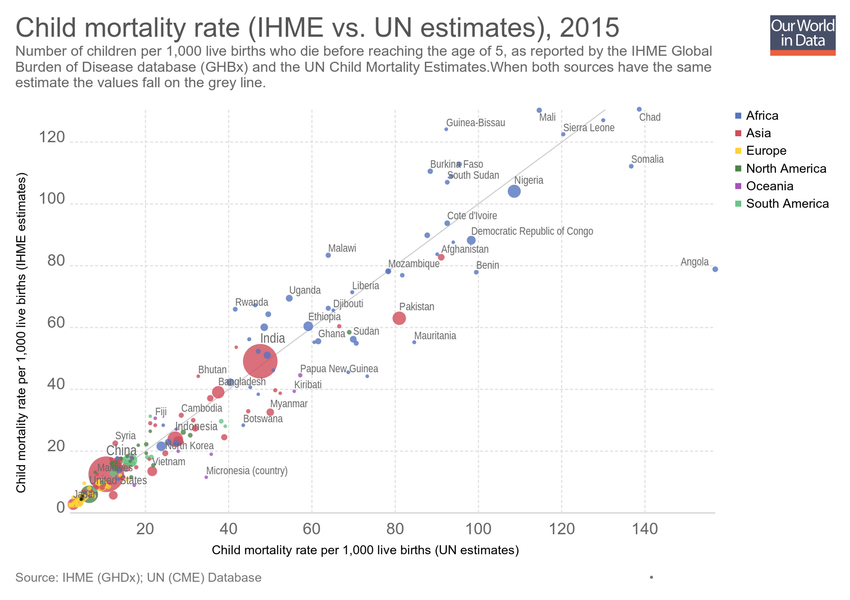 Child mortality rate (IHME vs. UN estimates), 2015
Our World
in Data
Number of children per 1,000 live births who die before reaching the age of 5, as reported by the IHME Global
Burden of Disease database (GHBx) and the UN Child Mortality Estimates.When both sources have the same
estimate the values fall on the grey line.
Africa
Asia
Europe
North America
Oceania
South America
Child mortality rate per 1,000 live births (IHME estimates)
120
100
80
60
40
20
0
Guinea-Bissau
Mali
Chad
Sierra Leone
Burkina Faso
Somalia
South Sudan
Nigeria
Cote d'Ivoire
Democratic Republic of Congo
Malawi
Afghanistan
Mozambique
Benin
Angola
Uganda
Liberia
Rwanda
Djibouti
Pakistan
Ethiopia
India
Ghana
Sudan
Mauritania
Bhutan
Papua New Guinea
Bangladesh
Kiribati
Fiji
Cambodia
Myanmar
Botswana
Indonesia
Syria
North Korea
China
Vietnam
Micronesia (country)
United States
20
40
60
80
100
120
140
Child mortality rate per 1,000 live births (UN estimates)
Source: IHME (GHDx); UN (CME) Database